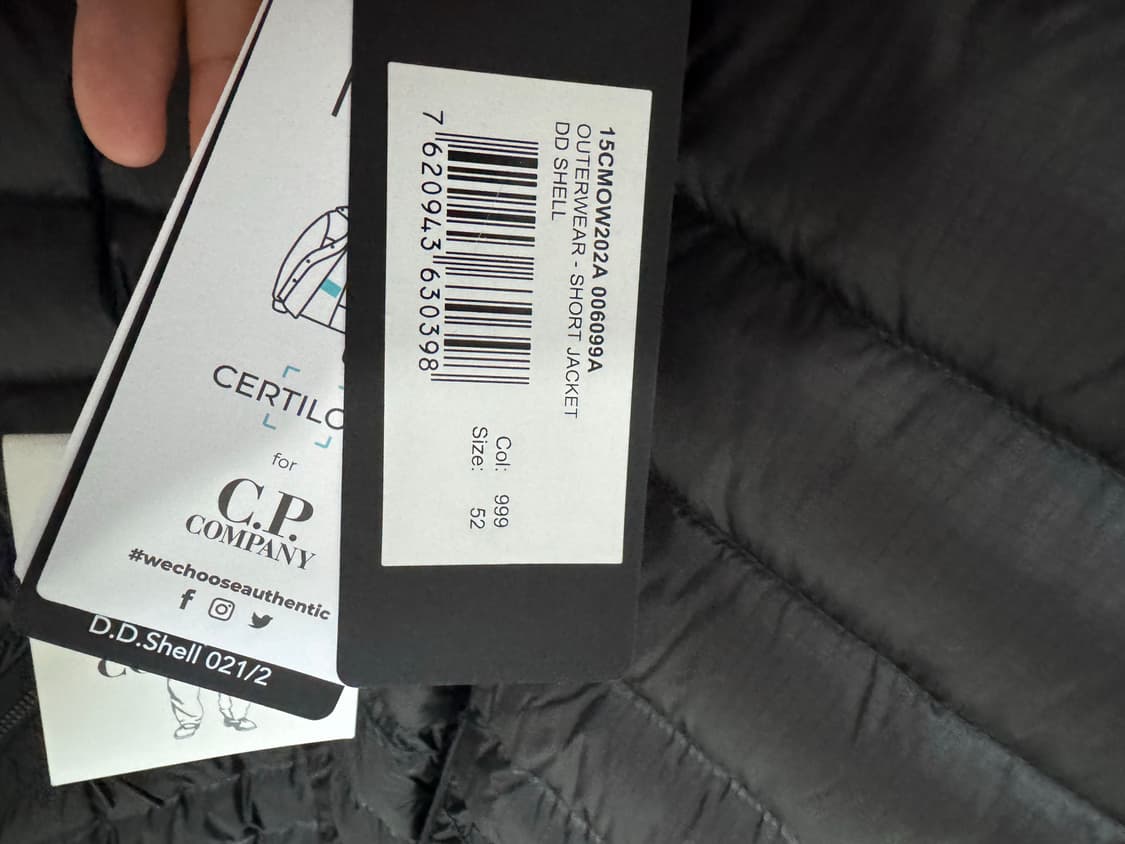 15CMOW202A 006099A
OUTERWEAR - SHORT JACKET
DD SHELL
7 620943 630398
Col: 999
Size: 52
for
C.P.
COMPANY
#wechooseauthentic
D.D.Shell 021/2